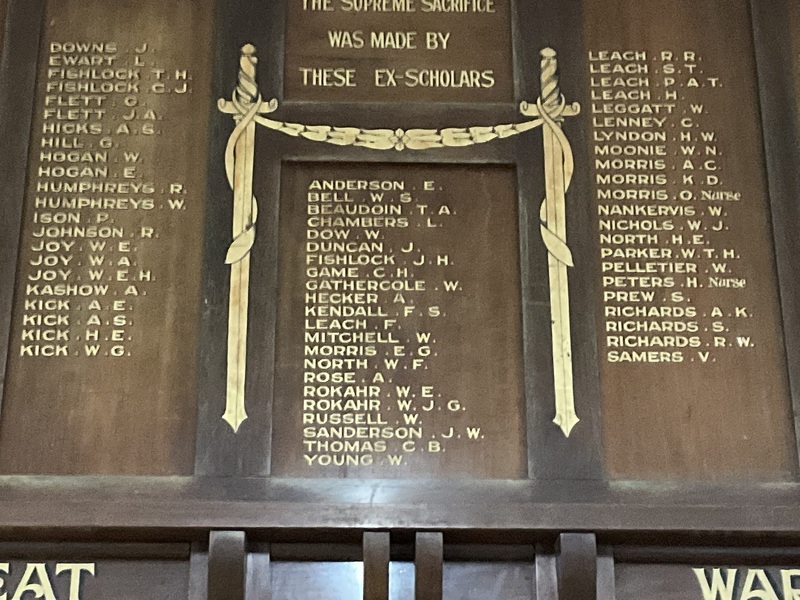 DOWNS . J.
EWART . L.
FISHLOCK . T. H.
FISHLOCK . C. J.
FLETT . G.
FLETT . J. A.
HICKS . A. S.
HILL . G.
HOGAN . W.
HOGAN . E.
HUMPHREYS . R.
HUMPHREYS . W.
ISON . P.
JOHNSON . R.
JOY . W. E.
JOY . W. A.
JOY . W. E. H.
KASHOW . A.
KICK . A. E.
KICK . A. S.
KICK . H. E.
KICK . W. G.
THE SUPREME SACRIFICE
WAS MADE BY
THESE EX-SCHOLARS
ANDERSON . E.
BELL . W. S.
BEAUDOIN . T. A.
CHAMBERS . L.
DOW . W.
DUNCAN . J.
FISHLOCK . J. H.
GAME . C. H.
GATHERCOLE . W.
HECKER . A.
KENDALL . F. S.
LEACH . F.
MITCHELL . W.
MORRIS . E. G.
NORTH . W. F.
ROSE . A.
ROKAHR . W. E.
ROKAHR . W. J. G.
RUSSELL . W.
SANDERSON . J. W.
THOMAS . C. B.
YOUNG . W.
LEACH . R. R.
LEACH . S. T.
LEACH . P. A. T.
LEACH . H.
LEGGATT . W.
LENNEY . C.
LYNDON . H. W.
MOONIE . W. N.
MORRIS . A. C.
MORRIS . K. D.
MORRIS . O. Nurse
NANKERVIS . W.
NICHOLS . W. J.
NORTH . H. E.
PARKER . W. T. H.
PELLETIER . W.
PETERS . H. Nurse
PREW . S.
RICHARDS . A. K.
RICHARDS . S.
RICHARDS . R. W.
SAMERS . V.
EAT
WAR